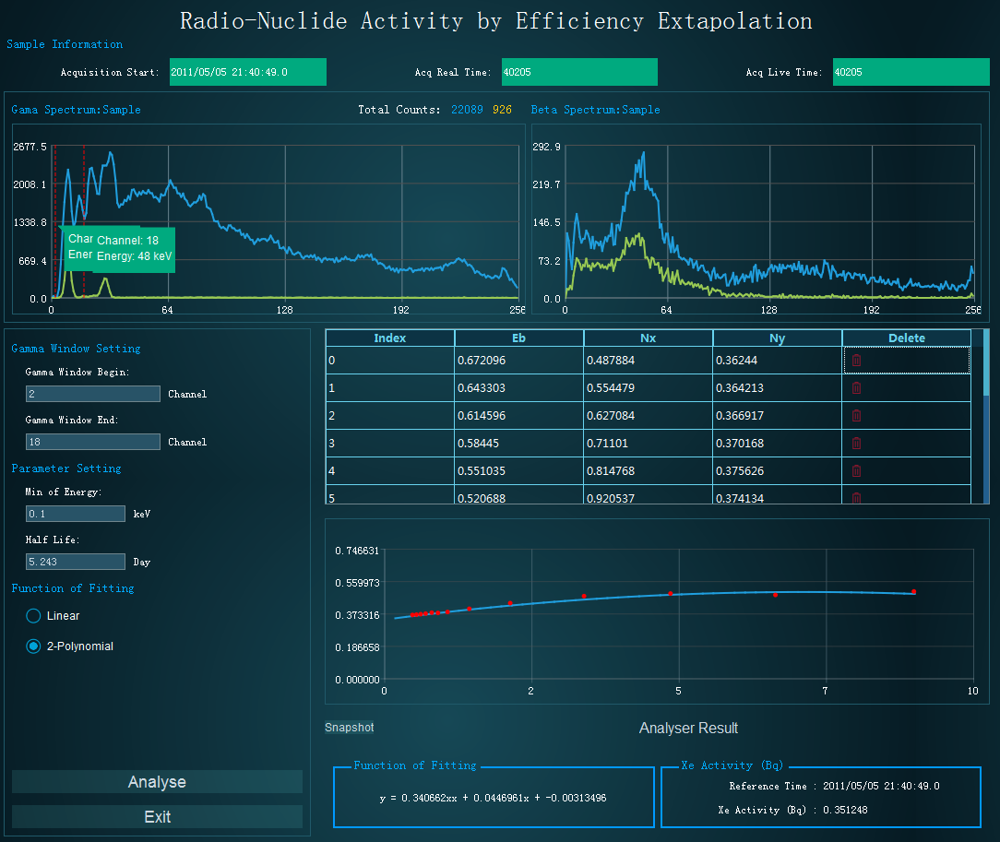 Radio-Nuclide Activity by Efficiency Extapolation
Sample Information
Acquisition Start: 2011/05/05 21:40:49.0 Acq Real Time: 40205 Acq Live Time: 40205
Gama Spectrum:Sample Total Counts: 22089 926 Beta Spectrum:Sample
2677.5
2008.1
1338.8
669.4
0.0
0 64 128 192 256
Channel: 18
Energy: 48 keV
292.9
219.7
146.5
73.2
0.0
0 64 128 192 256
Gamma Window Setting
Gamma Window Begin:
2 Channel
Gamma Window End:
18 Channel
Parameter Setting
Min of Energy:
0.1 keV
Half Life:
5.243 Day
Function of Fitting
Linear
2-Polynomial
Analyse
Exit
Index Eb Nx Ny Delete
0 0.672096 0.487884 0.36244
1 0.643303 0.554479 0.364213
2 0.614596 0.627084 0.366917
3 0.58445 0.71101 0.370168
4 0.551035 0.814768 0.375626
5 0.520688 0.920537 0.374134
0.746631
0.559973
0.373316
0.186658
0.000000
0 2 5 7 10
Snapshot
Analyser Result
Function of Fitting
y = 0.340662xx + 0.0446961x + -0.00313496
Xe Activity (Bq)
Reference Time : 2011/05/05 21:40:49.0
Xe Activity (Bq) : 0.351248